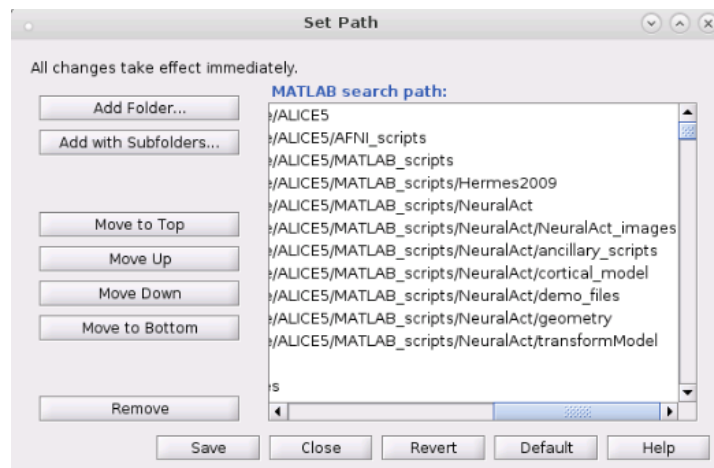 Set Path
All changes take effect immediately.
MATLAB search path:
Add Folder...
Add with Subfolders...
Move to Top
Move Up
Move Down
Move to Bottom
Remove
e/ALICE5
e/ALICE5/AFNI_scripts
e/ALICE5/MATLAB_scripts
e/ALICE5/MATLAB_scripts/Hermes2009
e/ALICE5/MATLAB_scripts/NeuralAct
e/ALICE5/MATLAB_scripts/NeuralAct/NeuralAct_images
e/ALICE5/MATLAB_scripts/NeuralAct/ancillary_scripts
e/ALICE5/MATLAB_scripts/NeuralAct/cortical_model
e/ALICE5/MATLAB_scripts/NeuralAct/demo_files
e/ALICE5/MATLAB_scripts/NeuralAct/geometry
e/ALICE5/MATLAB_scripts/NeuralAct/transformModel
es
Save
Close
Revert
Default
Help